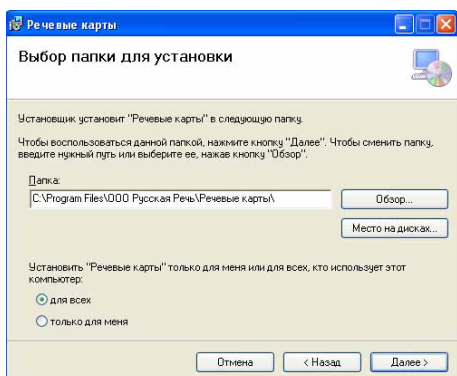 Речевые карты
Выбор папки для установки
Установщик установит "Речевые карты" в следующую папку.
Чтобы воспользоваться данной папкой, нажмите кнопку "Далее". Чтобы сменить папку,
введите нужный путь или выберите ее, нажав кнопку "Обзор".
Папка:
C:\Program Files\ООО Русская Речь\Речевые карты\
Обзор...
Место на дисках...
Установить "Речевые карты" только для меня или для всех, кто использует этот
компьютер:
для всех
только для меня
Отмена
< Назад
Далее >